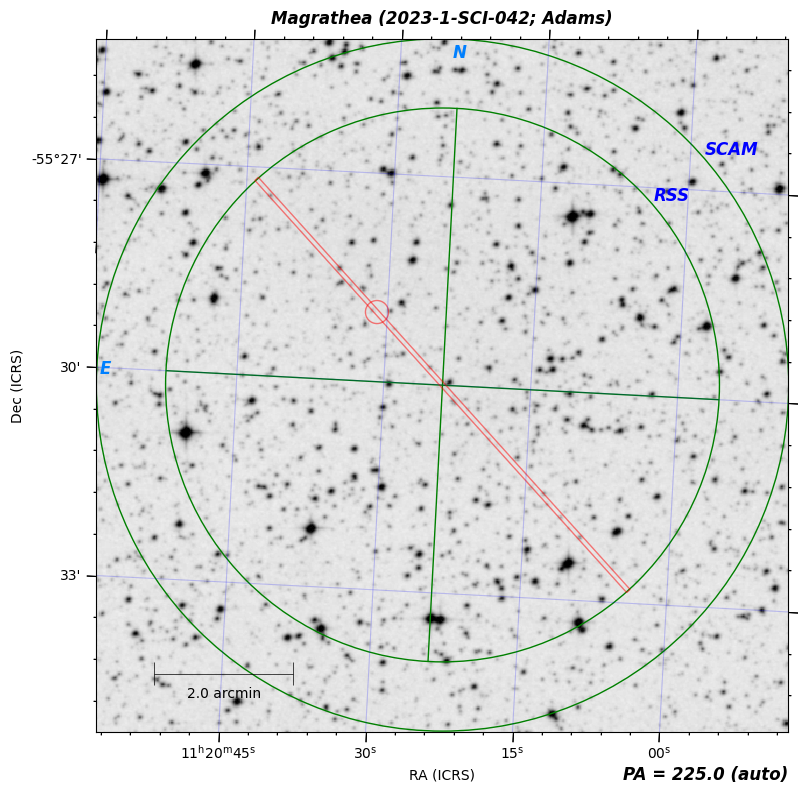 Magrathea (2023-1-SCI-042; Adams)
N
SCAM
-55°27'
RSS
30'
E
Dec (ICRS)
33'
2.0 arcmin
11ʰ20ᵐ45ˢ 30ˢ 15ˢ 00ˢ
RA (ICRS)
PA = 225.0 (auto)